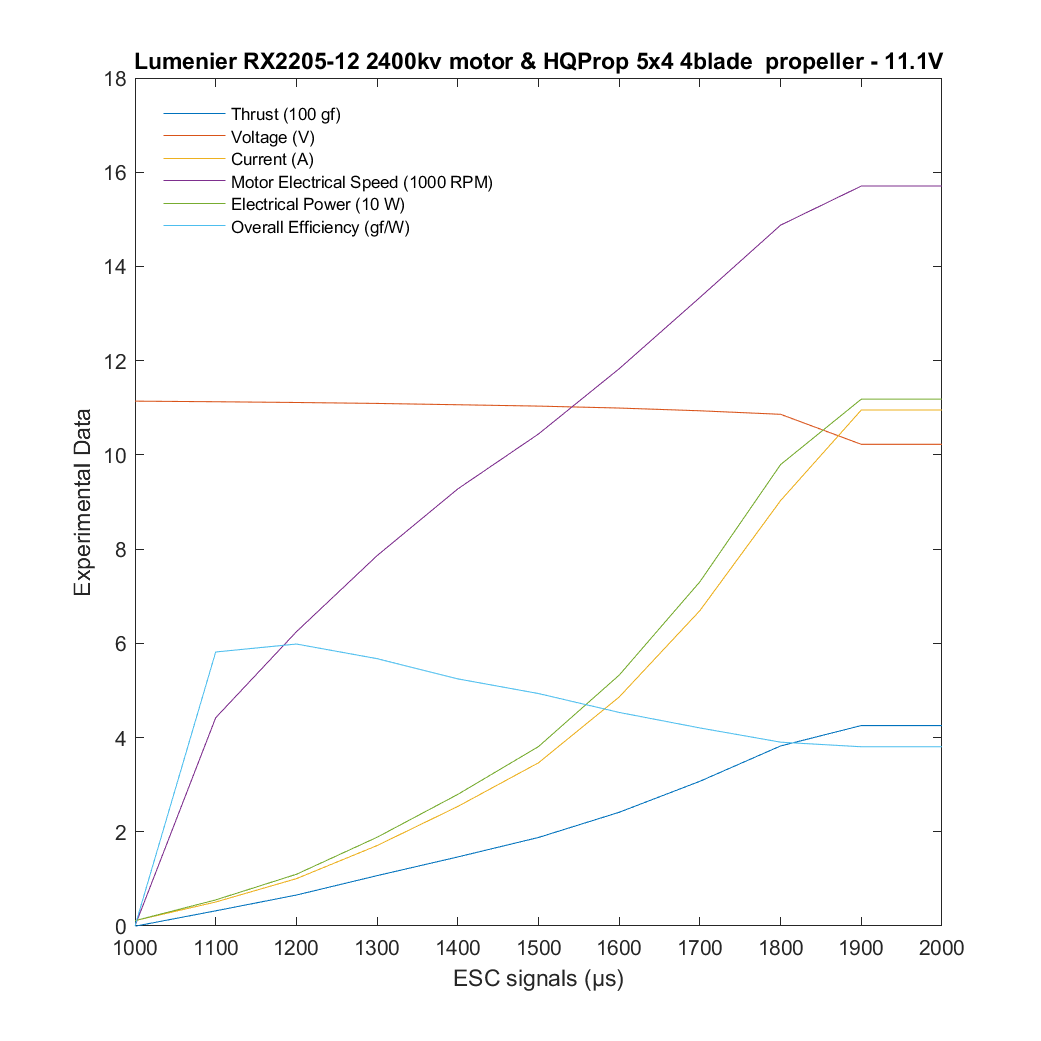 Lumenier RX2205-12 2400kv motor & HQProp 5x4 4blade  propeller - 11.1V
18
16
14
12
10
8
6
4
2
0
Experimental Data
Thrust (100 gf)
Voltage (V)
Current (A)
Motor Electrical Speed (1000 RPM)
Electrical Power (10 W)
Overall Efficiency (gf/W)
1000 1100 1200 1300 1400 1500 1600 1700 1800 1900 2000
ESC signals (μs)